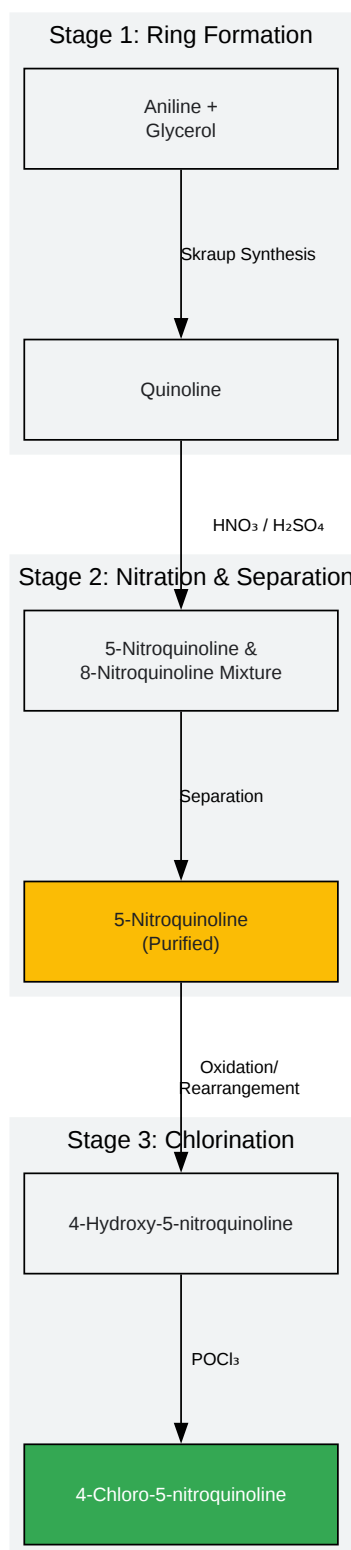 Stage 1: Ring Formation
Aniline +
Glycerol
Skraup Synthesis
Quinoline
HNO₃ / H₂SO₄
Stage 2: Nitration & Separation
5-Nitroquinoline &
8-Nitroquinoline Mixture
Separation
5-Nitroquinoline
(Purified)
Oxidation/
Rearrangement
Stage 3: Chlorination
4-Hydroxy-5-nitroquinoline
POCl₃
4-Chloro-5-nitroquinoline